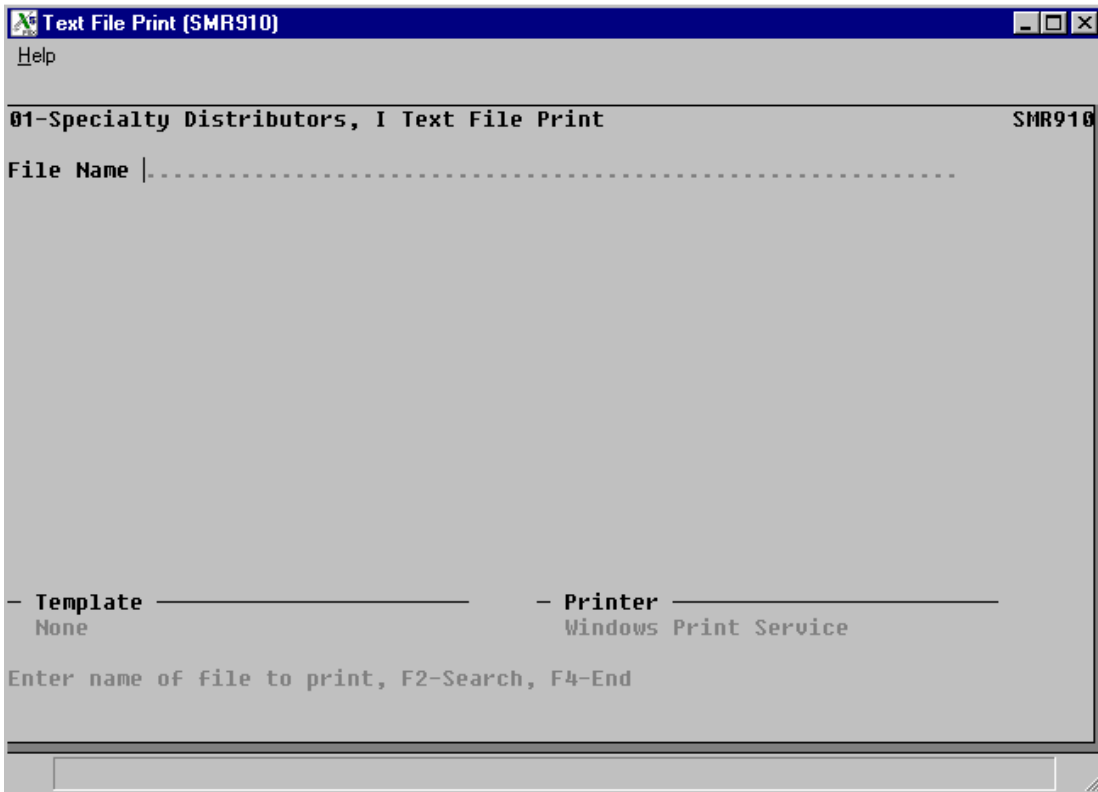 Text File Print (SMR910)
Help
01-Specialty Distributors, I Text File Print SMR910
File Name
Template Printer
None Windows Print Service
Enter name of file to print, F2-Search, F4-End